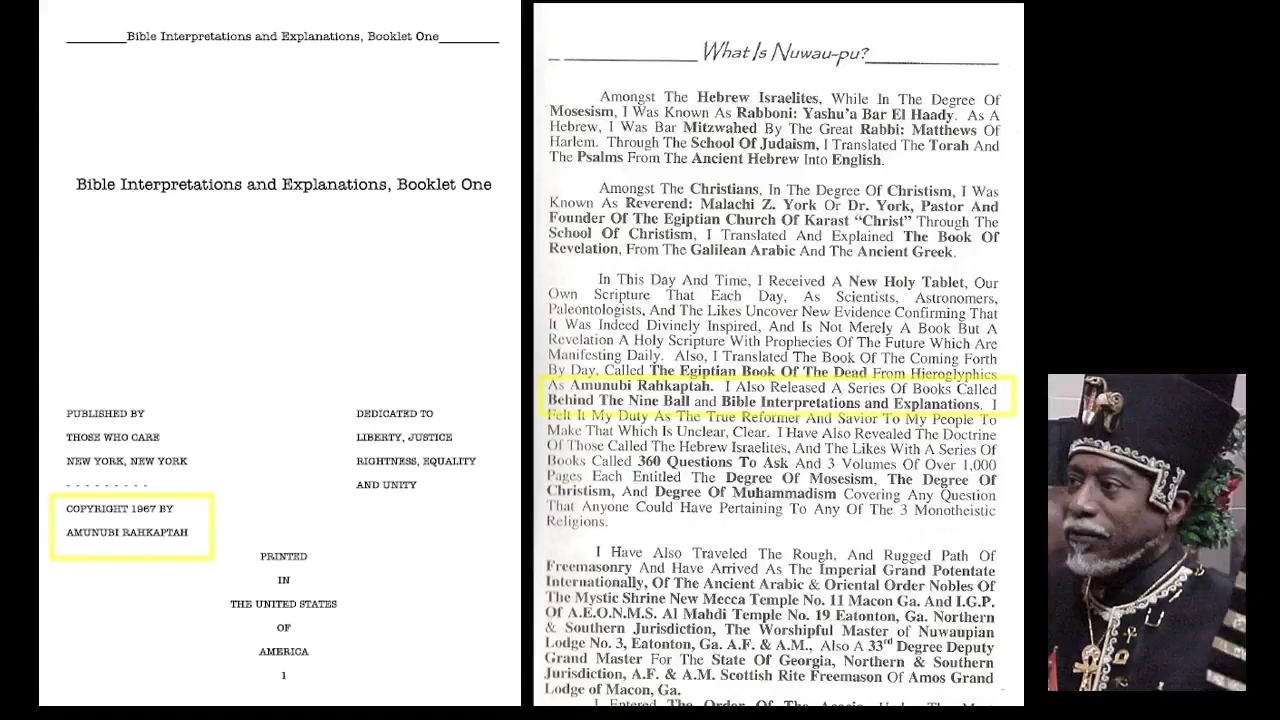 Bible Interpretations and Explanations, Booklet One
Bible Interpretations and Explanations, Booklet One
PUBLISHED BY
THOSE WHO CARE
NEW YORK, NEW YORK
- - - - - - - - -
COPYRIGHT 1967 BY
AMUNUBI RAHKAPTAH
DEDICATED TO
LIBERTY, JUSTICE
RIGHTNESS, EQUALITY
AND UNITY
PRINTED
IN
THE UNITED STATES
OF
AMERICA
1
What Is Nuwau-pu?
Amongst The Hebrew Israelites, While In The Degree Of
Mosesism, I Was Known As Rabboni: Yashu'a Bar El Haady. As A
Hebrew, I Was Bar Mitzwahed By The Great Rabbi: Matthews Of
Harlem. Through The School Of Judaism, I Translated The Torah And
The Psalms From The Ancient Hebrew Into English.
Amongst The Christians, In The Degree Of Christism, I Was
Known As Reverend: Malachi Z. York Or Dr. York, Pastor And
Founder Of The Egiptian Church Of Karast “Christ” Through The
School Of Christism, I Translated And Explained The Book Of
Revelation, From The Galilean Arabic And The Ancient Greek.
In This Day And Time, I Received A New Holy Tablet, Our
Own Scripture That Each Day, As Scientists, Astronomers,
Paleontologists, And The Likes Uncover New Evidence Confirming That
It Was Indeed Divinely Inspired, And Is Not Merely A Book But A
Revelation A Holy Scripture With Prophecies Of The Future Which Are
Manifesting Daily. Also, I Translated The Book Of The Coming Forth
By Day, Called The Egiptian Book Of The Dead From Hieroglyphics
As Amunubi Rahkaptah. I Also Released A Series Of Books Called
Behind The Nine Ball and Bible Interpretations and Explanations. I
Felt It My Duty As The True Reformer And Savior To My People To
Make That Which Is Unclear, Clear. I Have Also Revealed The Doctrine
Of Those Called The Hebrew Israelites, And The Likes With A Series Of
Books Called 360 Questions To Ask And 3 Volumes Of Over 1,000
Pages Each Entitled The Degree Of Mosesism, The Degree Of
Christism, And Degree Of Muhammadism Covering Any Question
That Anyone Could Have Pertaining To Any Of The 3 Monotheistic
Religions.
I Have Also Traveled The Rough, And Rugged Path Of
Freemasonry And Have Arrived As The Imperial Grand Potentate
Internationally, Of The Ancient Arabic & Oriental Order Nobles Of
The Mystic Shrine New Mecca Temple No. 11 Macon Ga. And I.G.P.
Of A.E.O.N.M.S. Al Mahdi Temple No. 19 Eatonton, Ga. Northern
& Southern Jurisdiction, The Worshipful Master of Nuwaupian
Lodge No. 3, Eatonton, Ga. A.F. & A.M., Also A 33rd Degree Deputy
Grand Master For The State Of Georgia, Northern & Southern
Jurisdiction, A.F. & A.M. Scottish Rite Freemason Of Amos Grand
Lodge of Macon, Ga.
I Entered The Order Of The Acacia Under The Most